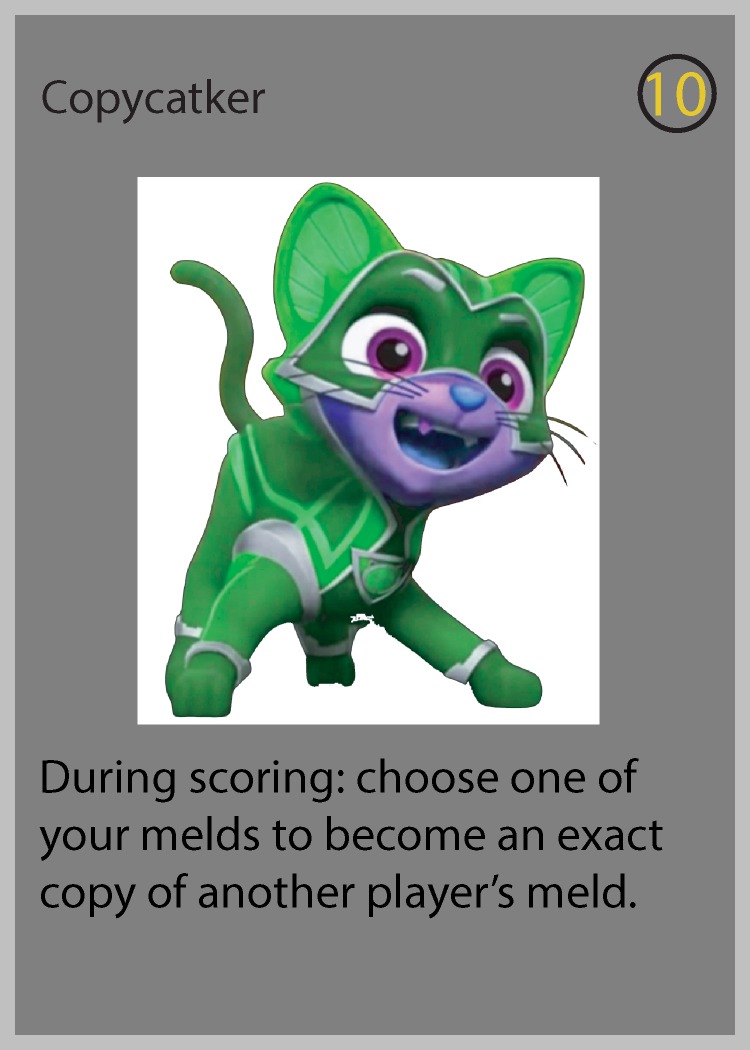 Copycatker
10
During scoring: choose one of
your melds to become an exact
copy of another player’s meld.